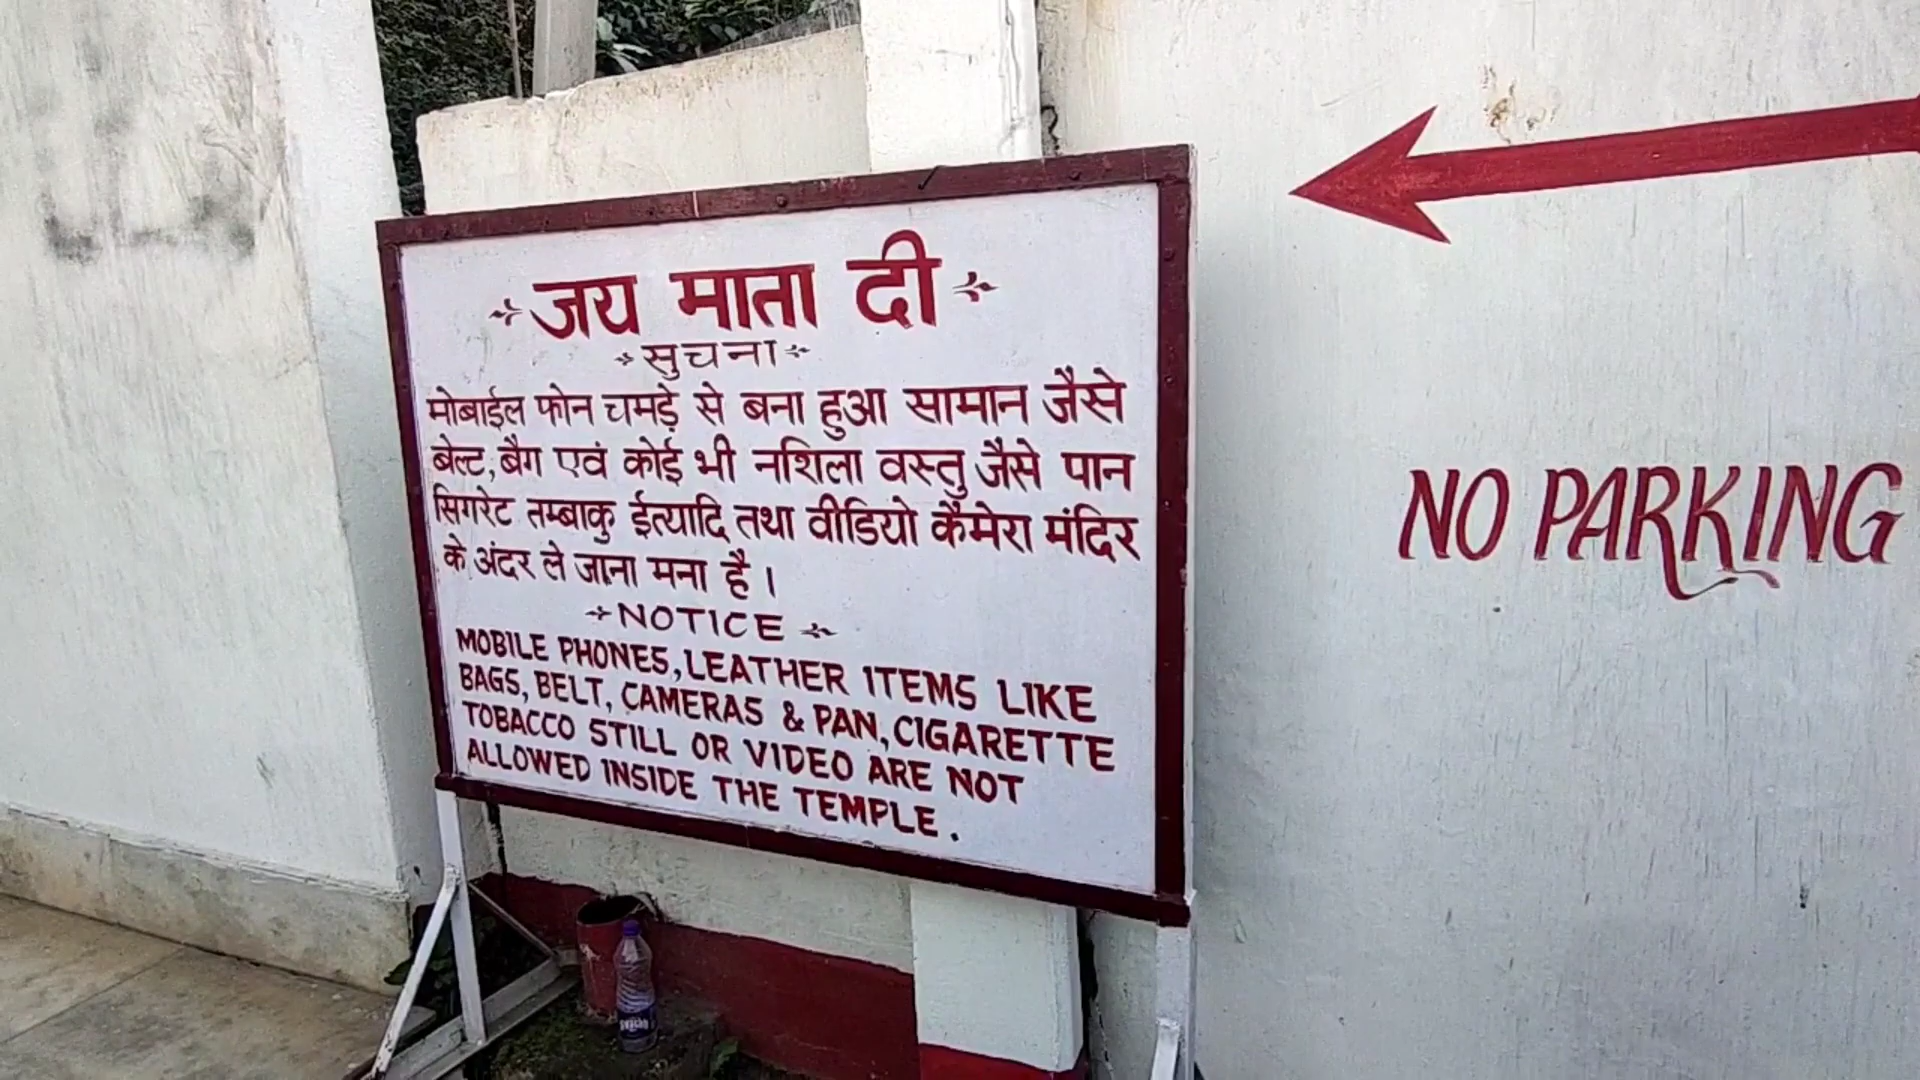 जय माता दी
सुचना
मोबाईल फोन चमड़े से बना हुआ सामान जैसे
बेल्ट, बैग एवं कोई भी नशिला वस्तु जैसे पान
सिगरेट तम्बाकु ईत्यादि तथा वीडियो कैमेरा मंदिर
के अंदर ले जाना मना है।
NOTICE
MOBILE PHONES, LEATHER ITEMS LIKE
BAGS, BELT, CAMERAS & PAN, CIGARETTE
TOBACCO STILL OR VIDEO ARE NOT
ALLOWED INSIDE THE TEMPLE.
NO PARKING